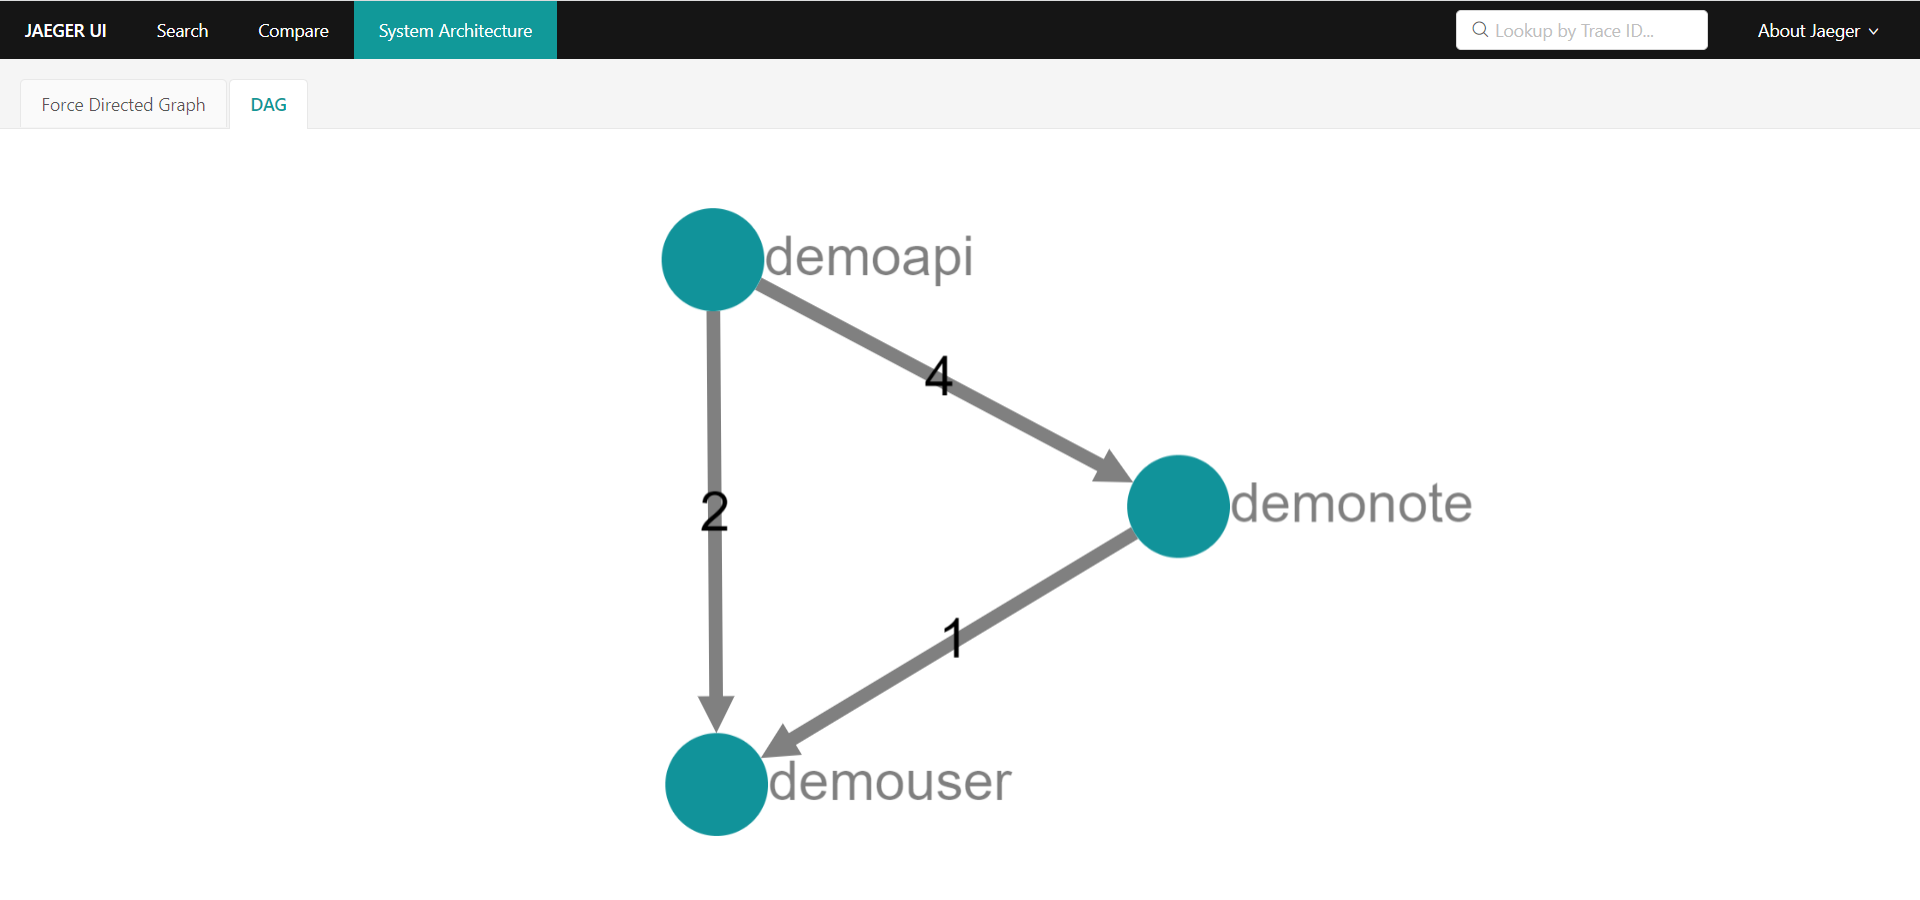 JAEGER UI Search Compare System Architecture Lookup by Trace ID... About Jaeger
Force Directed Graph DAG
demoapi
4
demonote
2
1
demouser